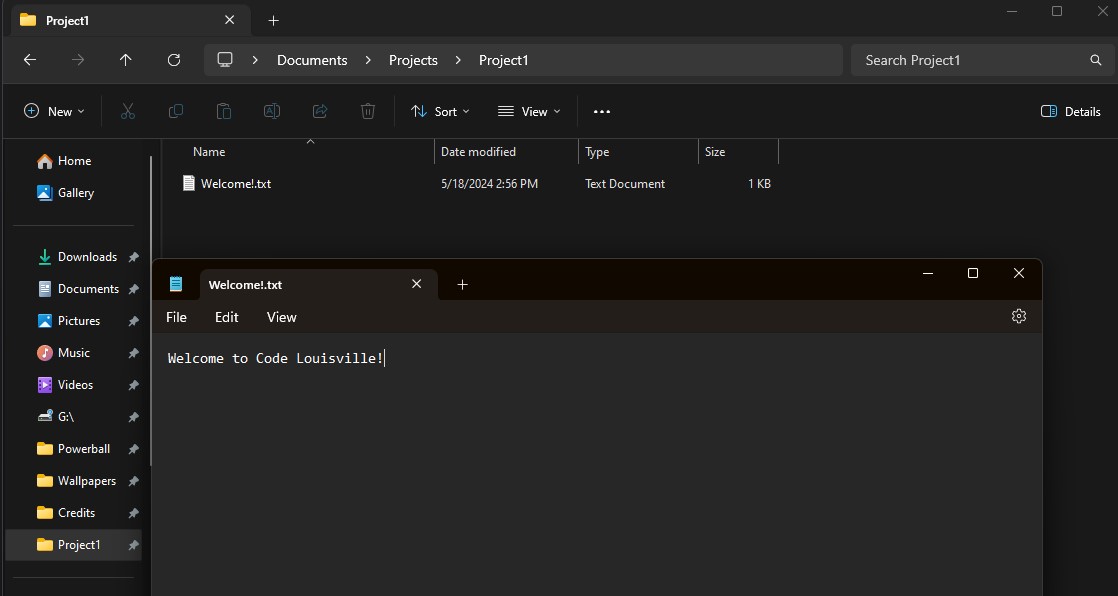 Project1
Documents > Projects > Project1
Search Project1
New
Sort
View
Details
Name Date modified Type Size
Welcome!.txt 5/18/2024 2:56 PM Text Document 1 KB
Home
Gallery
Downloads
Documents
Pictures
Music
Videos
G:\
Powerball
Wallpapers
Credits
Project1
Welcome!.txt
File Edit View
Welcome to Code Louisville!